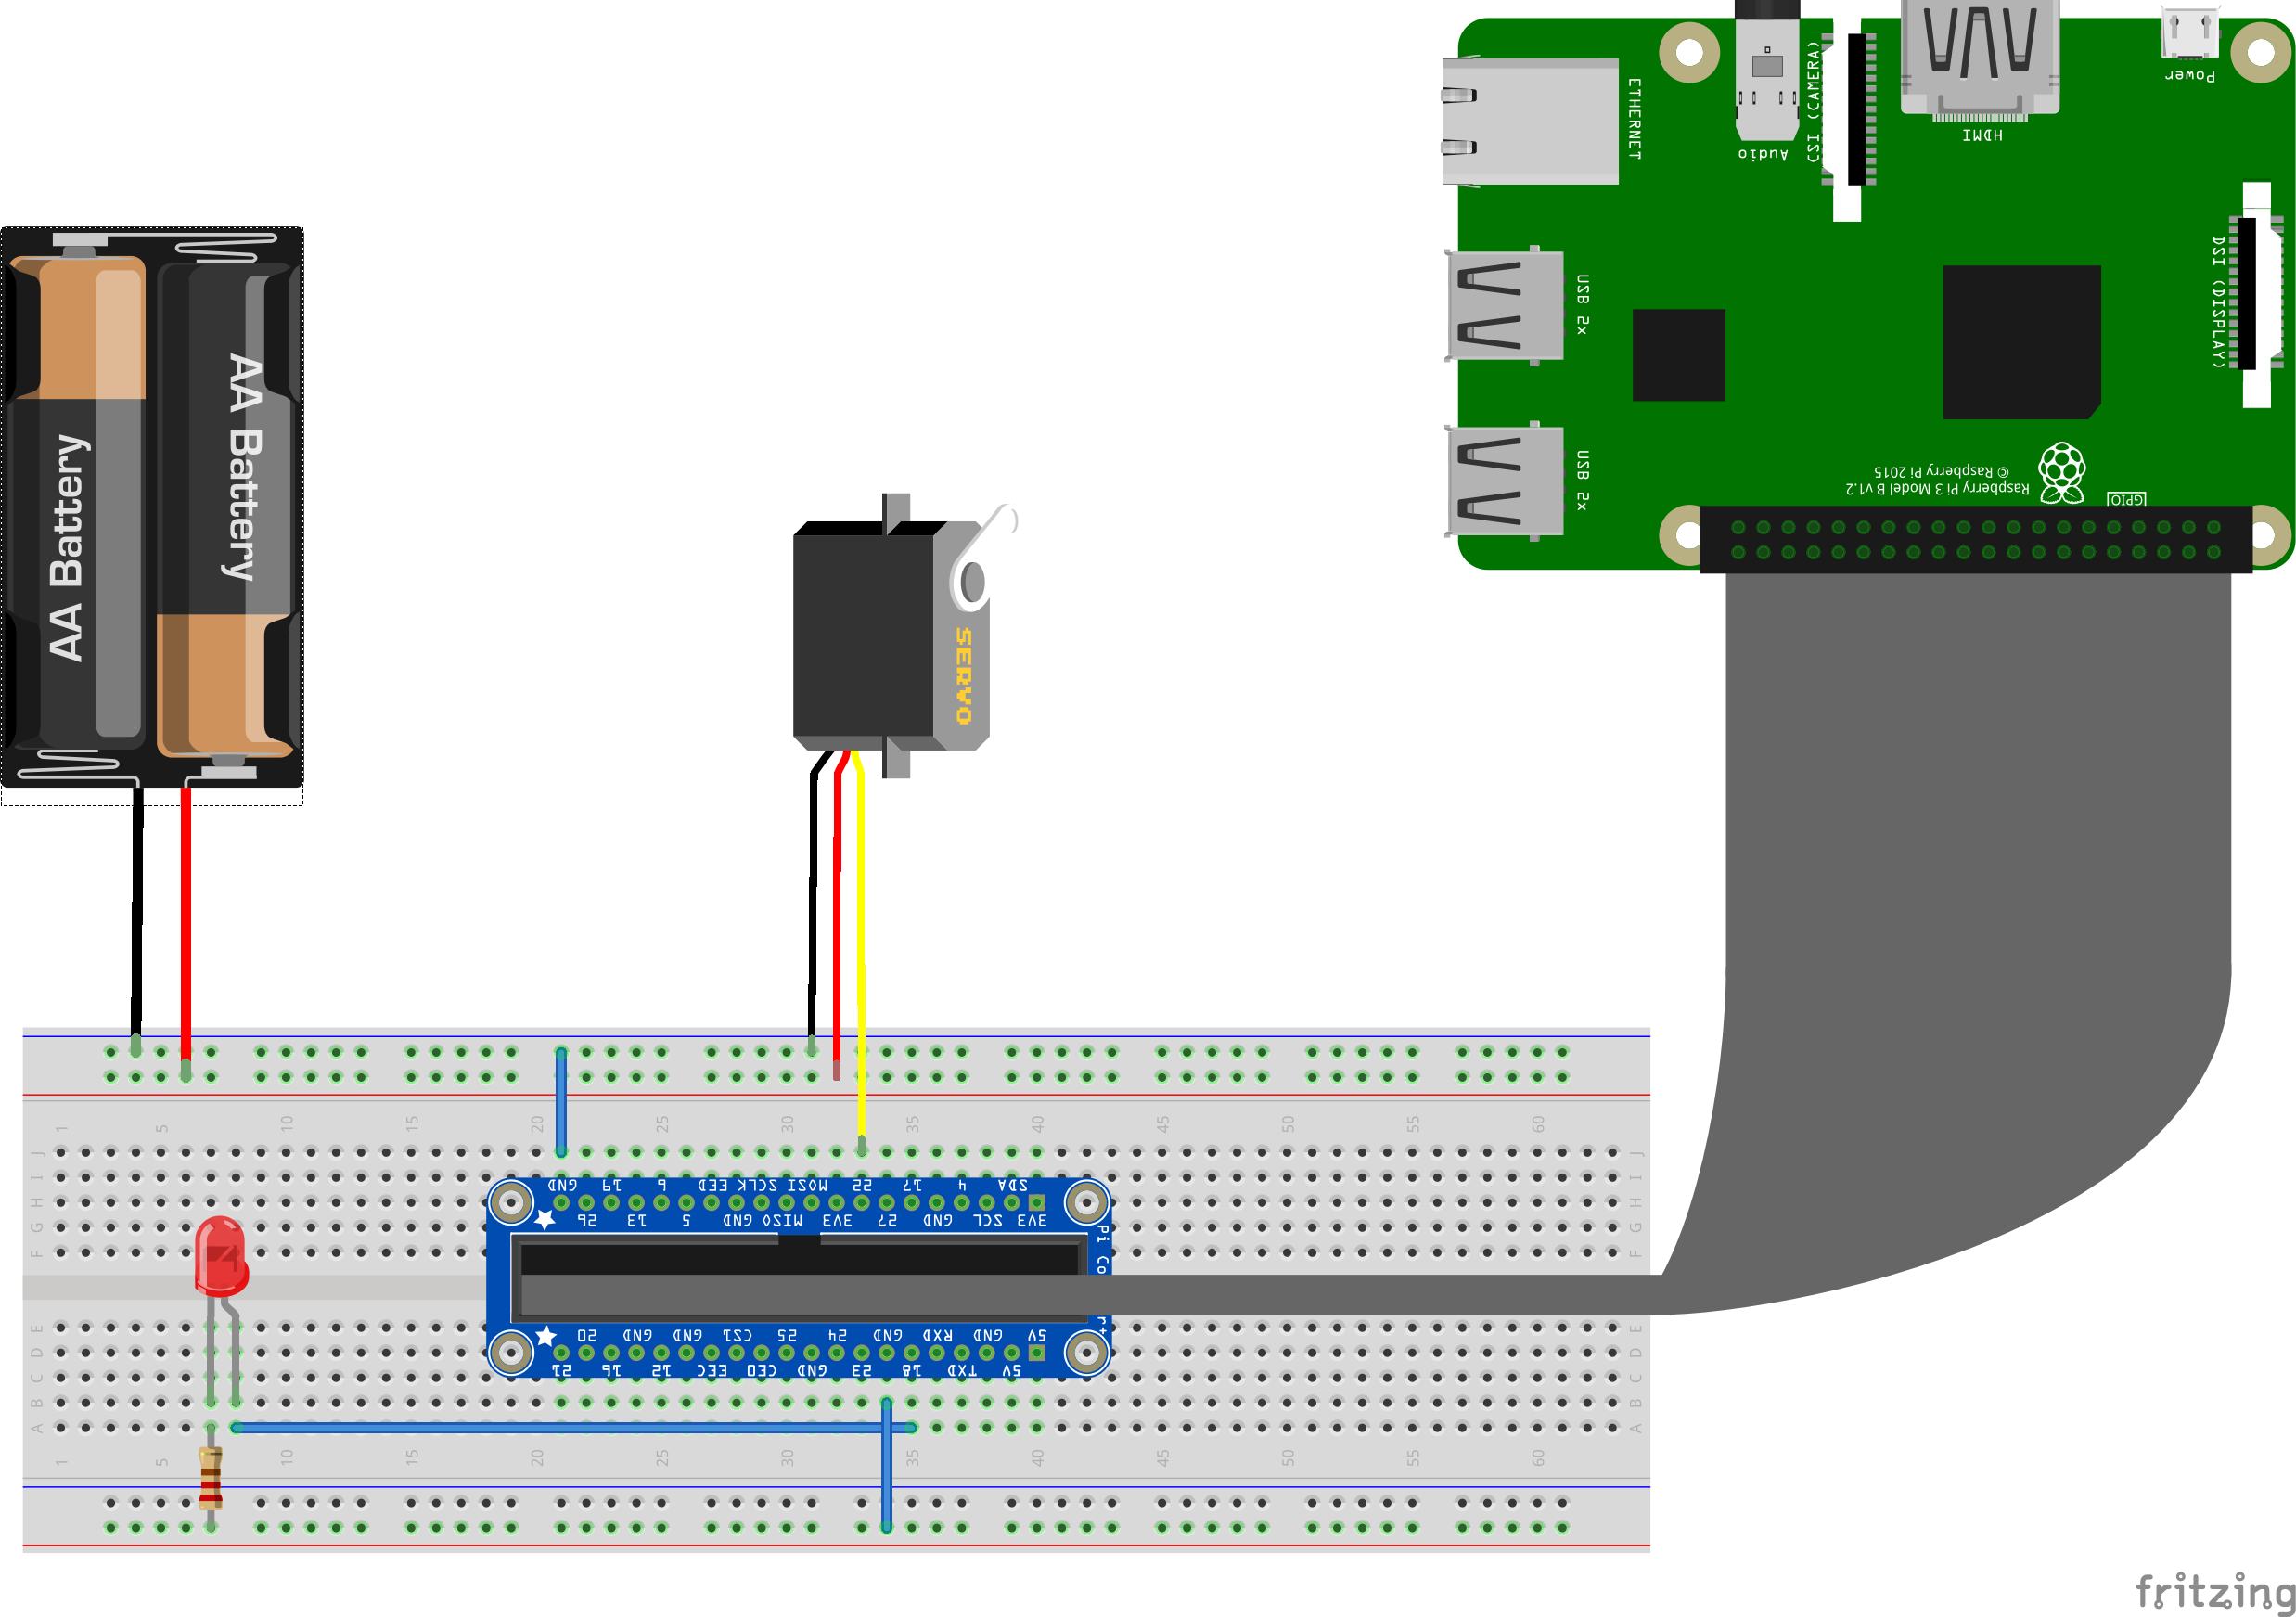 ETHERNET
Audio
CSI (CAMERA)
HDMI
Power
USB 2x
DSI (DISPLAY)
USB 2x
© Raspberry Pi 2015
Raspberry Pi 3 Model B v1.2
GPIO
AA Battery
AA Battery
SERVO
1 5 10 15 20 25 30 35 40 45 50 55 60
J J
I I
H H
G G
F F
GND 19 6 EED SCLK MOSI 22 17 4 SDA
26 13 5 GND MISO 3V3 27 GND SCL 3V3
Pi Co
r+
20 GND GND CS1 25 24 GND RXD GND 5V
21 16 12 EEC CE0 GND 23 18 TXD 5V
E E
D D
C C
B B
A A
1 5 10 15 20 25 30 35 40 45 50 55 60
fritzing